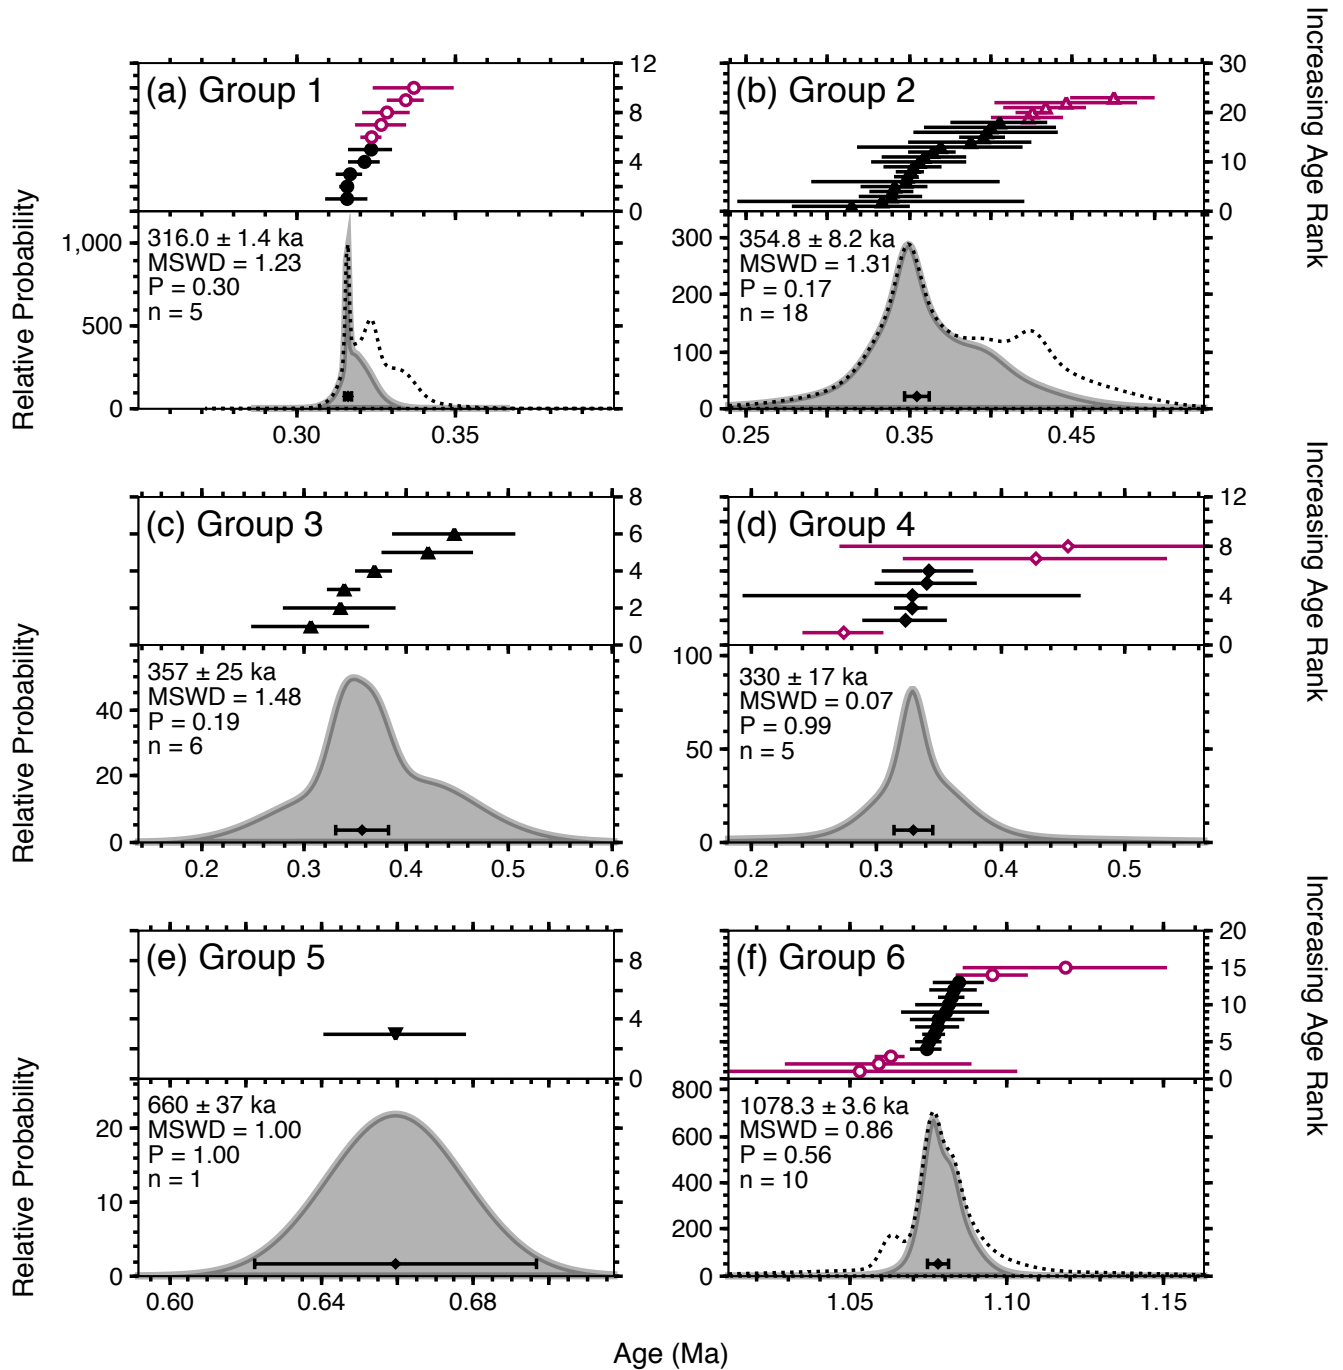 (a) Group 1
12
8
4
0
Relative Probability
1,000
500
0
316.0 ± 1.4 ka
MSWD = 1.23
P = 0.30
n = 5
0.30
0.35
(b) Group 2
30
20
10
0
Increasing Age Rank
300
200
100
0
354.8 ± 8.2 ka
MSWD = 1.31
P = 0.17
n = 18
0.25
0.35
0.45
(c) Group 3
8
6
4
2
0
Relative Probability
40
20
0
357 ± 25 ka
MSWD = 1.48
P = 0.19
n = 6
0.2
0.3
0.4
0.5
0.6
(d) Group 4
12
8
4
0
Increasing Age Rank
100
50
0
330 ± 17 ka
MSWD = 0.07
P = 0.99
n = 5
0.2
0.3
0.4
0.5
(e) Group 5
8
4
0
Relative Probability
20
10
0
660 ± 37 ka
MSWD = 1.00
P = 1.00
n = 1
0.60
0.64
0.68
(f) Group 6
20
15
10
5
0
Increasing Age Rank
800
600
400
200
0
1078.3 ± 3.6 ka
MSWD = 0.86
P = 0.56
n = 10
1.05
1.10
1.15
Age (Ma)